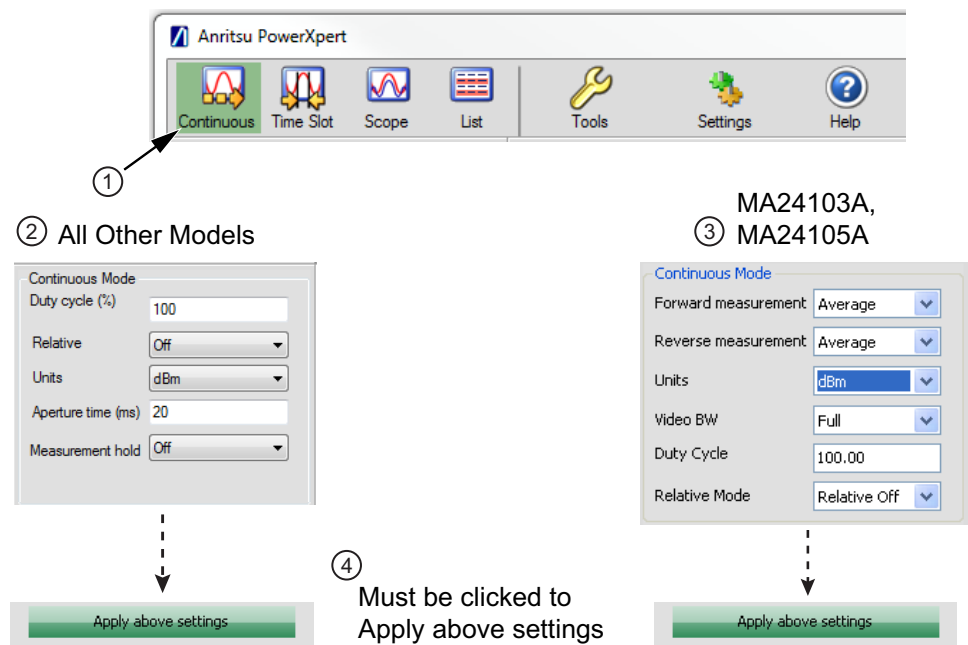 Anritsu PowerXpert
Continuous Time Slot Scope List Tools Settings Help
1
2 All Other Models
MA24103A,
3 MA24105A
Continuous Mode
Duty cycle (%) 100
Relative Off
Units dBm
Aperture time (ms) 20
Measurement hold Off
Continuous Mode
Forward measurement Average
Reverse measurement Average
Units dBm
Video BW Full
Duty Cycle 100.00
Relative Mode Relative Off
4
Must be clicked to
Apply above settings
Apply above settings
Apply above settings